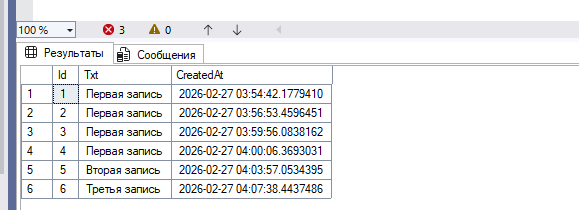 100 % 3 0
Результаты Сообщения
Id Txt CreatedAt
1 1 Первая запись 2026-02-27 03:54:42.1779410
2 2 Первая запись 2026-02-27 03:56:53.4596451
3 3 Первая запись 2026-02-27 03:59:56.0838162
4 4 Первая запись 2026-02-27 04:00:06.3693031
5 5 Вторая запись 2026-02-27 04:03:57.0534395
6 6 Третья запись 2026-02-27 04:07:38.4437486